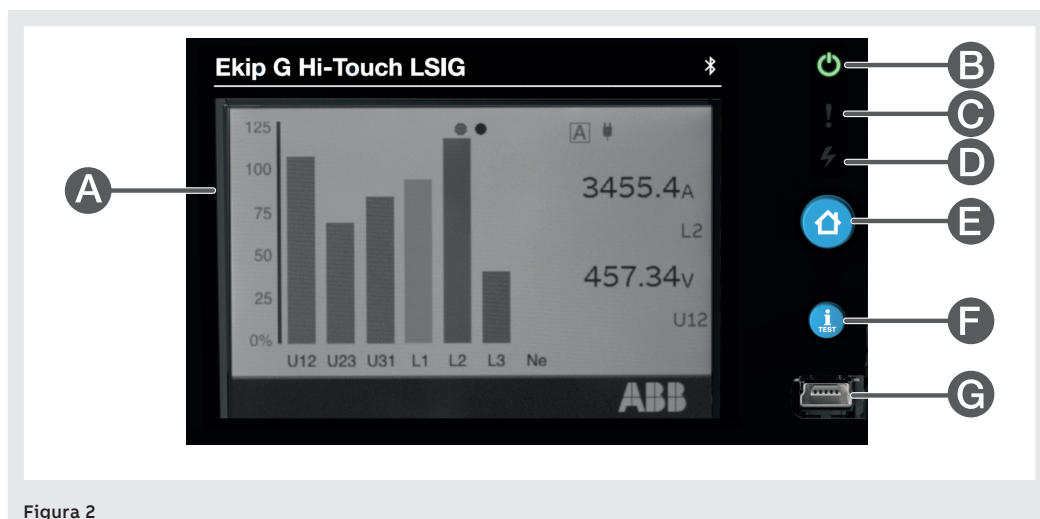 Ekip G Hi-Touch LSIG
125
100
75
50
25
0%
U12 U23 U31 L1 L2 L3 Ne
A
3455.4A
L2
457.34V
U12
ABB
i
TEST
A
B
C
D
E
F
G
Figura 2